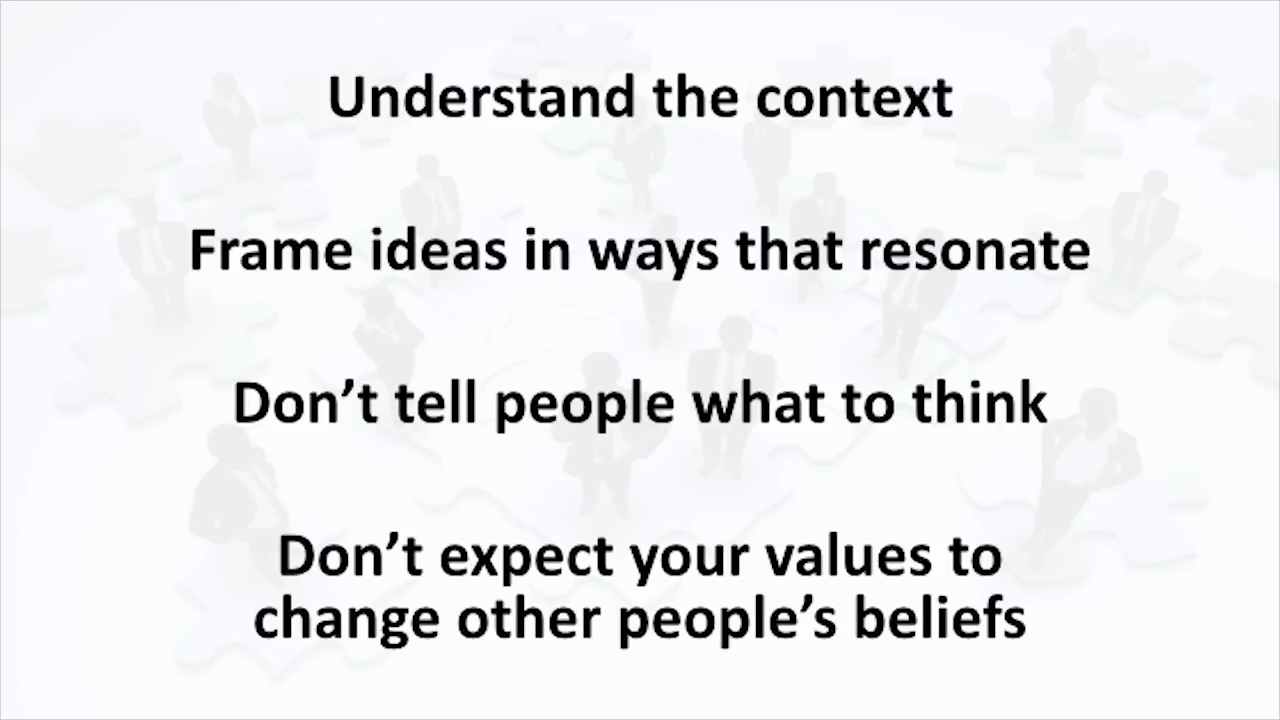 Understand the context
Frame ideas in ways that resonate
Don’t tell people what to think
Don’t expect your values to
change other people’s beliefs